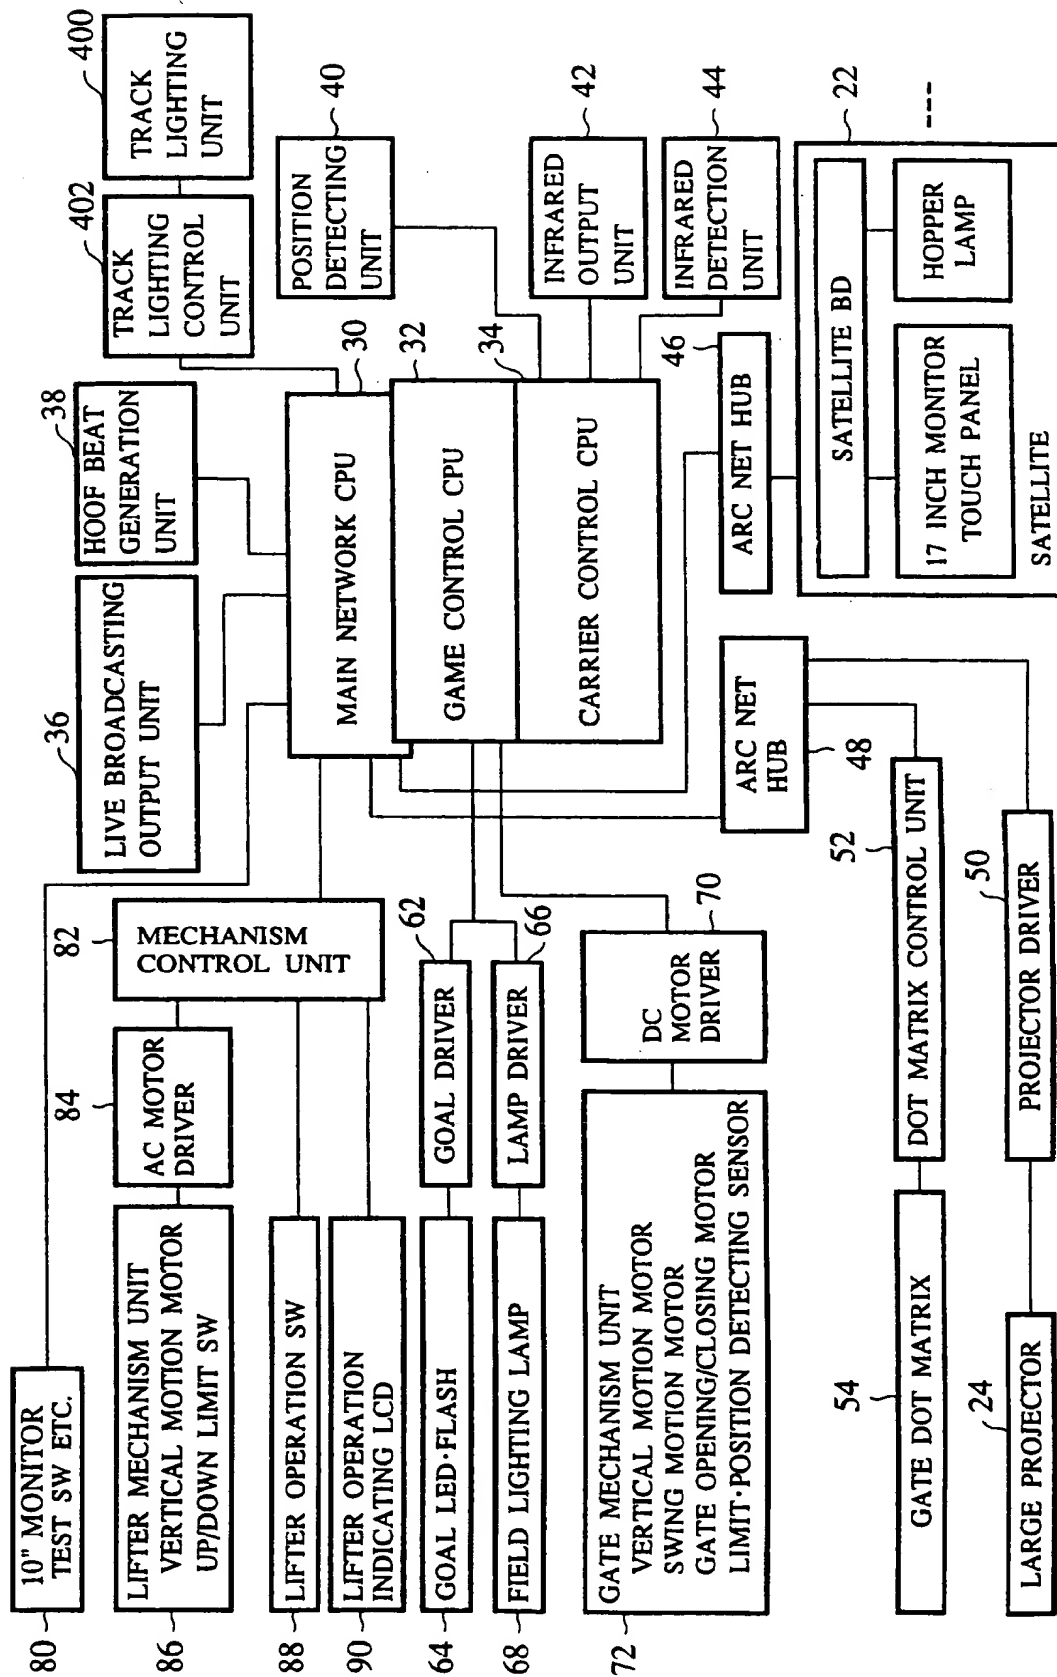 80
10" MONITOR
TEST SW ETC.
86
LIFTER MECHANISM UNIT
VERTICAL MOTION MOTOR
UP/DOWN LIMIT SW
84
AC MOTOR
DRIVER
82
MECHANISM
CONTROL UNIT
88
LIFTER OPERATION SW
90
LIFTER OPERATION
INDICATING LCD
64
GOAL LED·FLASH
62
GOAL DRIVER
68
FIELD LIGHTING LAMP
66
LAMP DRIVER
72
GATE MECHANISM UNIT
VERTICAL MOTION MOTOR
SWING MOTION MOTOR
GATE OPENING/CLOSING MOTOR
LIMIT·POSITION DETECTING SENSOR
70
DC
MOTOR
DRIVER
36
LIVE BROADCASTING
OUTPUT UNIT
38
HOOF BEAT
GENERATION
UNIT
402
TRACK
LIGHTING
CONTROL
UNIT
400
TRACK
LIGHTING
UNIT
30
MAIN NETWORK CPU
32
GAME CONTROL CPU
34
CARRIER CONTROL CPU
40
POSITION
DETECTING
UNIT
42
INFRARED
OUTPUT
UNIT
44
INFRARED
DETECTION
UNIT
46
ARC NET HUB
48
ARC NET
HUB
22
SATELLITE BD
17 INCH MONITOR
TOUCH PANEL
HOPPER
LAMP
SATELLITE
---
54
GATE DOT MATRIX
52
DOT MATRIX CONTROL UNIT
24
LARGE PROJECTOR
50
PROJECTOR DRIVER